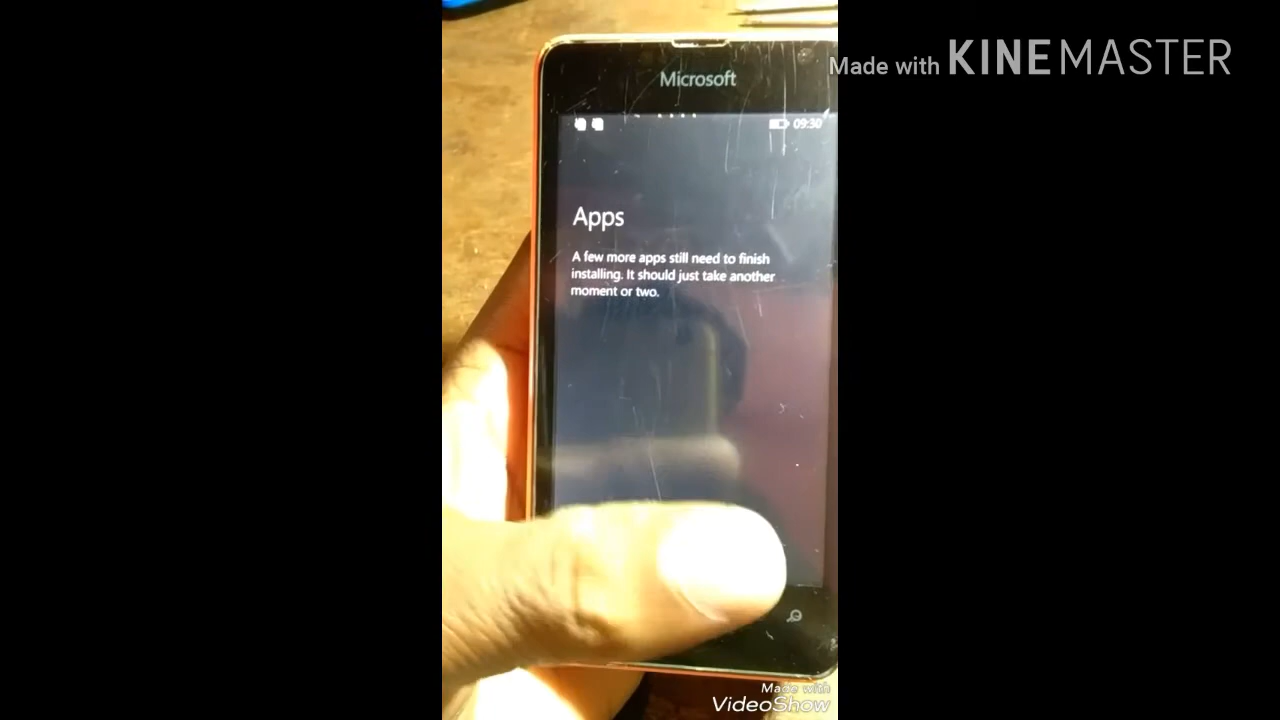 Made with KINEMASTER
Microsoft
09:30
Apps
A few more apps still need to finish
installing. It should just take another
moment or two.
Made with
VideoShow